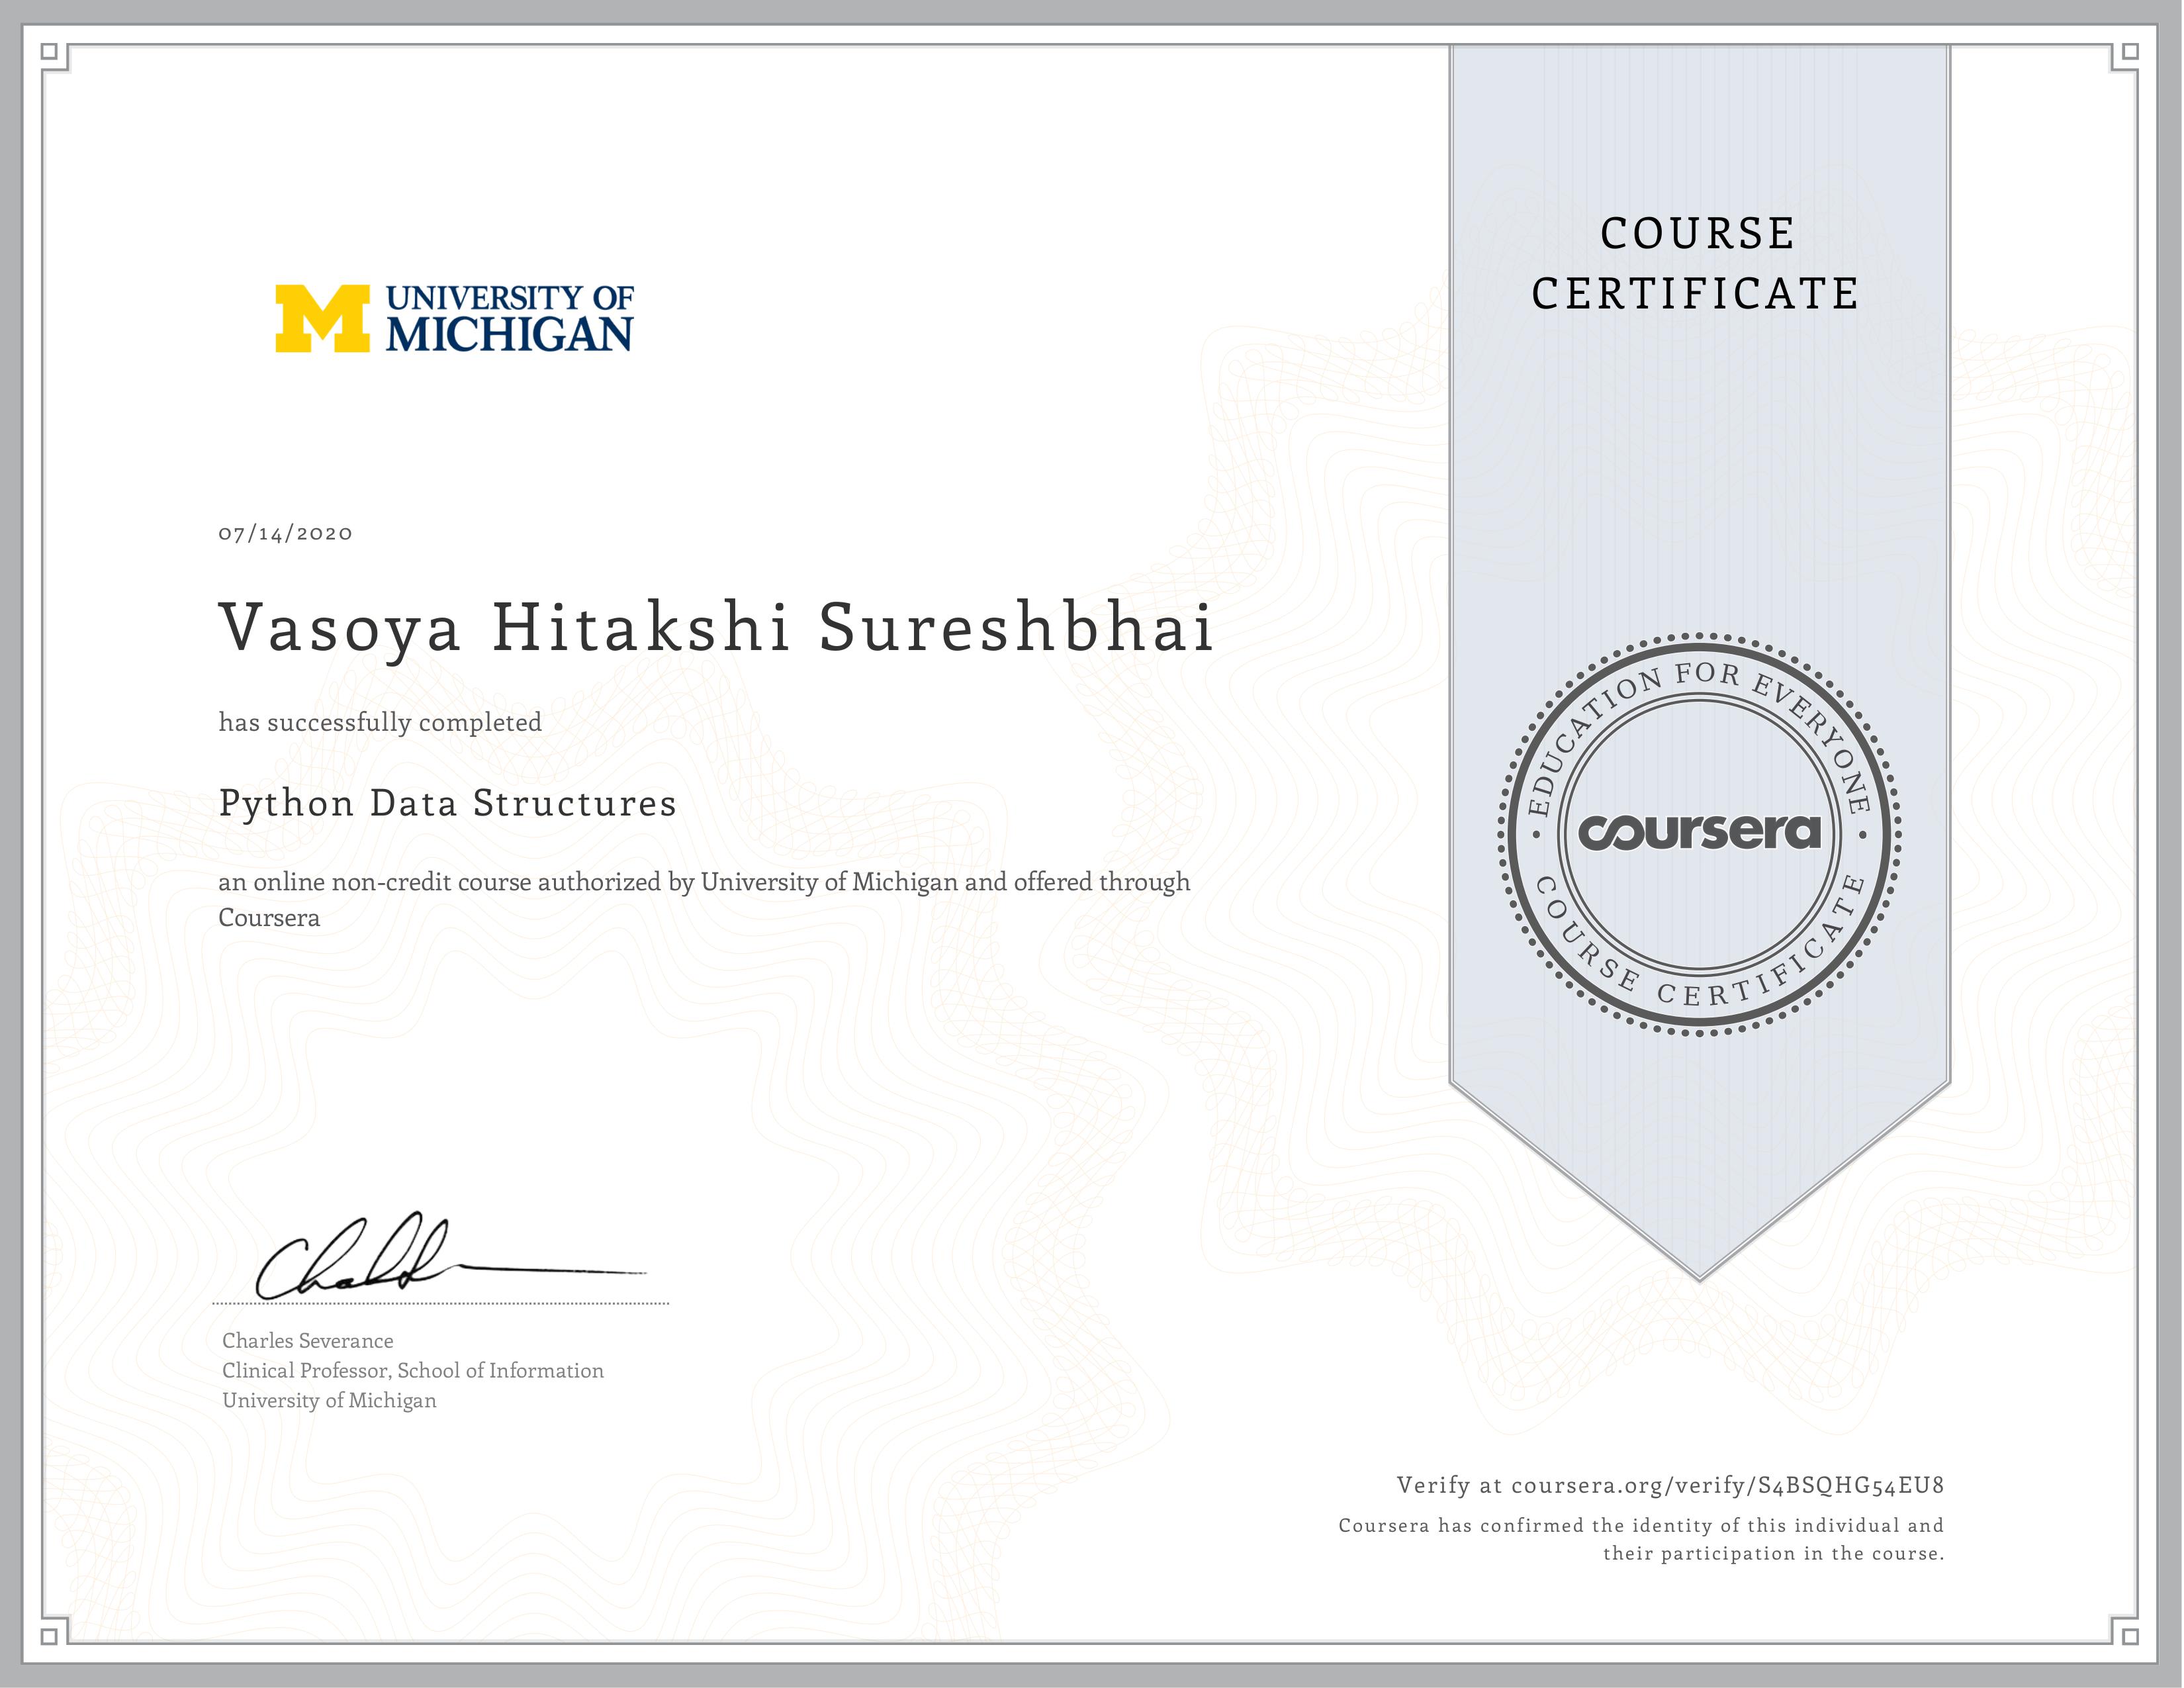 COURSE
CERTIFICATE
UNIVERSITY OF
MICHIGAN
07/14/2020
Vasoya Hitakshi Sureshbhai
has successfully completed
Python Data Structures
an online non-credit course authorized by University of Michigan and offered through
Coursera
EDUCATION FOR EVERYONE
coursera
COURSE CERTIFICATE
Charles Severance
Clinical Professor, School of Information
University of Michigan
Verify at coursera.org/verify/S4BSQHG54EU8
Coursera has confirmed the identity of this individual and
their participation in the course.